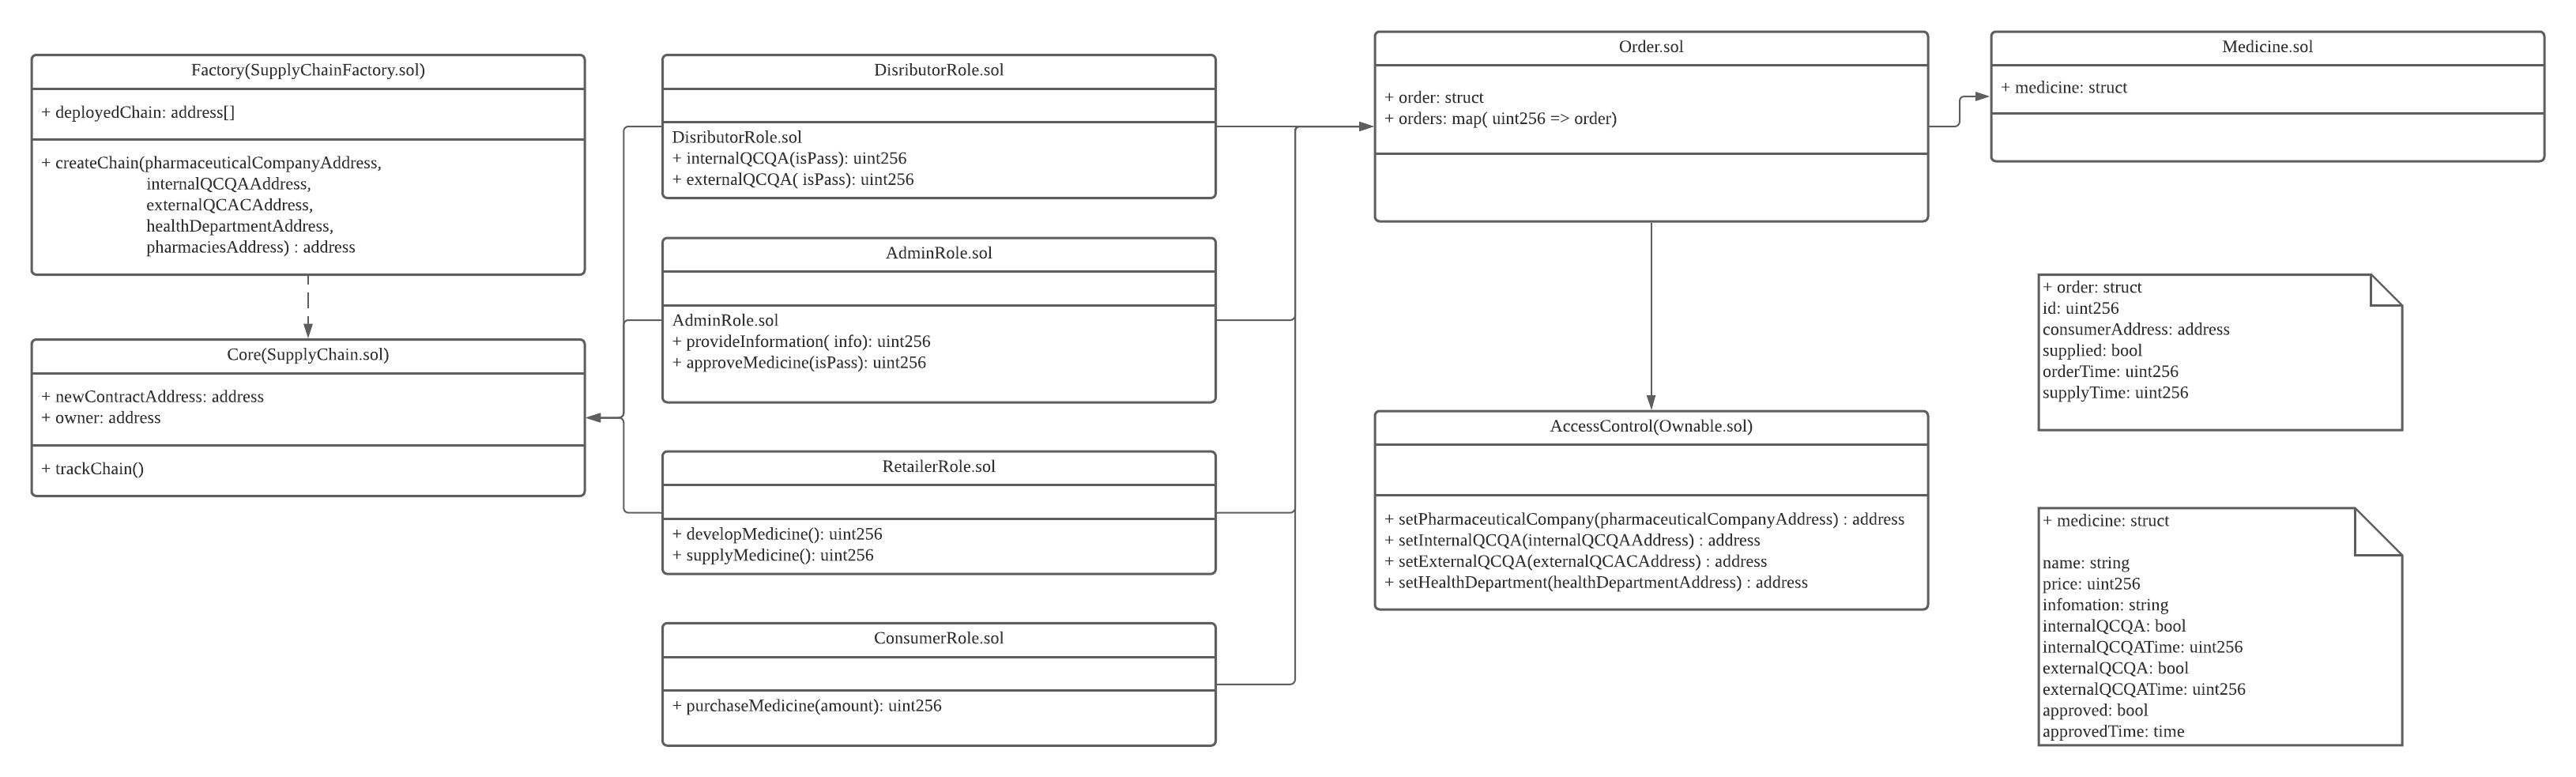 Factory(SupplyChainFactory.sol)
+ deployedChain: address[]
+ createChain(pharmaceuticalCompanyAddress,
internalQCQAAddress,
externalQCACAddress,
healthDepartmentAddress,
pharmaciesAddress) : address
Core(SupplyChain.sol)
+ newContractAddress: address
+ owner: address
+ trackChain()
DisributorRole.sol
DisributorRole.sol
+ internalQCQA(isPass): uint256
+ externalQCQA( isPass): uint256
AdminRole.sol
AdminRole.sol
+ provideInformation( info): uint256
+ approveMedicine(isPass): uint256
RetailerRole.sol
+ developMedicine(): uint256
+ supplyMedicine(): uint256
ConsumerRole.sol
+ purchaseMedicine(amount): uint256
Order.sol
+ order: struct
+ orders: map( uint256 => order)
AccessControl(Ownable.sol)
+ setPharmaceuticalCompany(pharmaceuticalCompanyAddress) : address
+ setInternalQCQA(internalQCQAAddress) : address
+ setExternalQCQA(externalQCACAddress) : address
+ setHealthDepartment(healthDepartmentAddress) : address
Medicine.sol
+ medicine: struct
+ order: struct
id: uint256
consumerAddress: address
supplied: bool
orderTime: uint256
supplyTime: uint256
+ medicine: struct
name: string
price: uint256
infomation: string
internalQCQA: bool
internalQCQATime: uint256
externalQCQA: bool
externalQCQATime: uint256
approved: bool
approvedTime: time